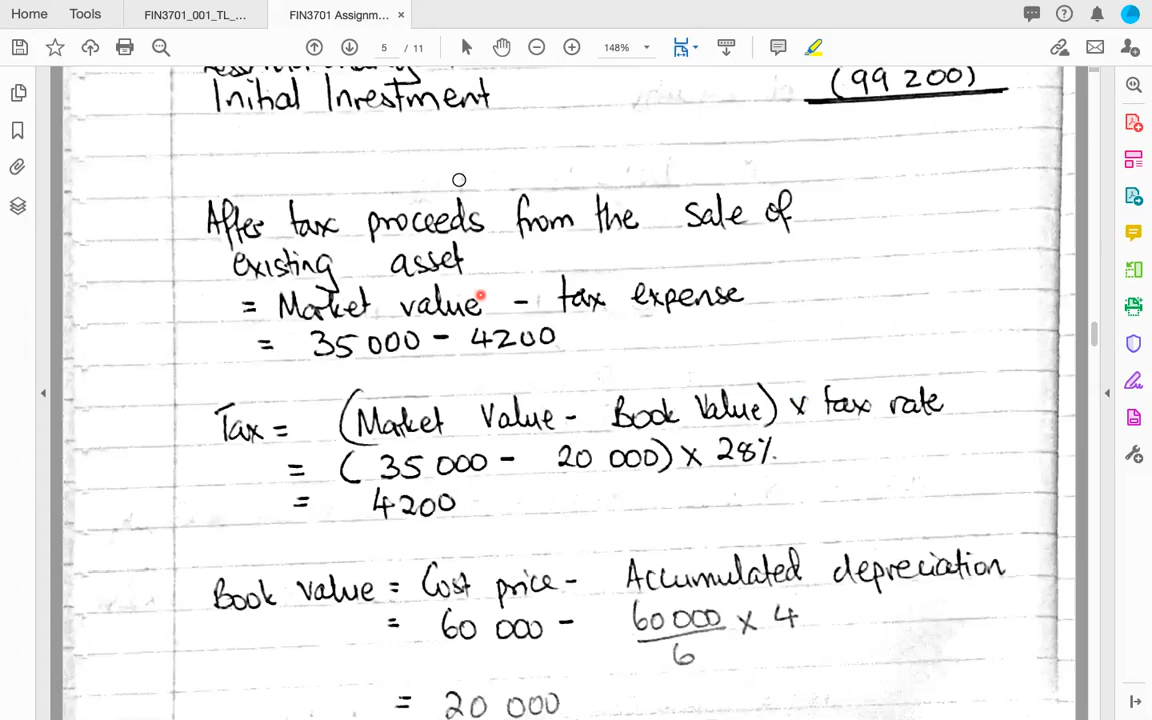 Home Tools FIN3701_001_TL_... FIN3701 Assignm... ×
5 / 11 148%
Initial Investment (99 200)
After tax proceeds from the sale of
existing asset
= Market value - tax expense
= 35 000 - 4200
Tax = (Market Value - Book Value) x tax rate
= (35 000 - 20 000) x 28%
= 4200
Book value = Cost price - Accumulated depreciation
= 60 000 - 60 000 x 4
6
= 20 000